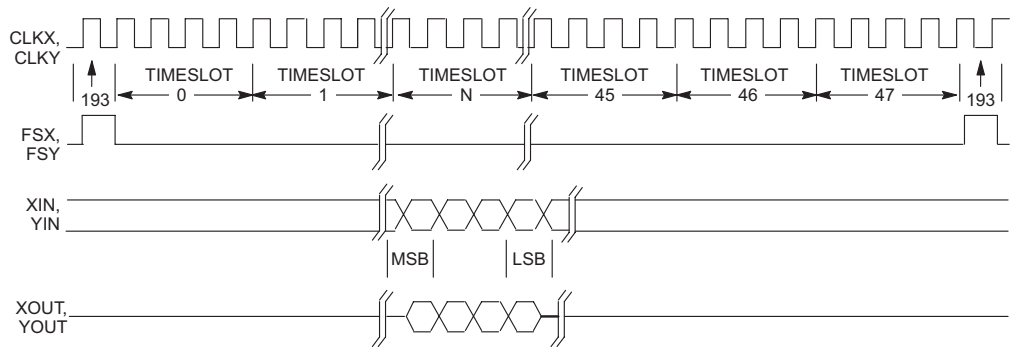 CLKX,
CLKY
TIMESLOT TIMESLOT TIMESLOT TIMESLOT TIMESLOT TIMESLOT
193 0 1 N 45 46 47 193
FSX,
FSY
XIN,
YIN
MSB LSB
XOUT,
YOUT